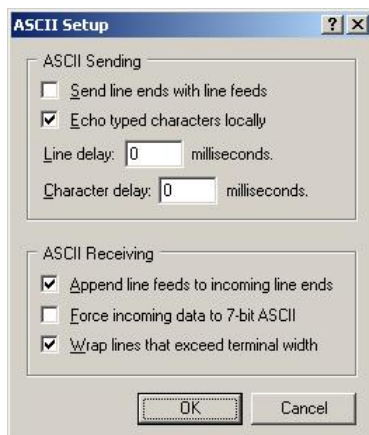 ASCII Setup
ASCII Sending
Send line ends with line feeds
Echo typed characters locally
Line delay: 0 milliseconds.
Character delay: 0 milliseconds.
ASCII Receiving
Append line feeds to incoming line ends
Force incoming data to 7-bit ASCII
Wrap lines that exceed terminal width
OK Cancel